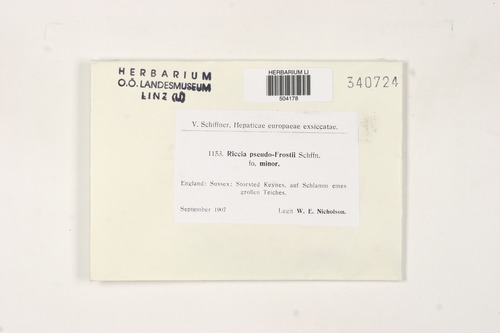 HERBARIUM
O.Ö. LANDESMUSEUM
LINZ (LI)
HERBARIUM LI
504178
340724
V. Schiffner, Hepaticae europaeae exsiccatae.
1153. Riccia pseudo-Frostii Schffn.
fo. minor.
England: Sussex: Storsted Keynes, auf Schlamm eines
großen Teiches.
September 1907
Legit W. E. Nicholson.